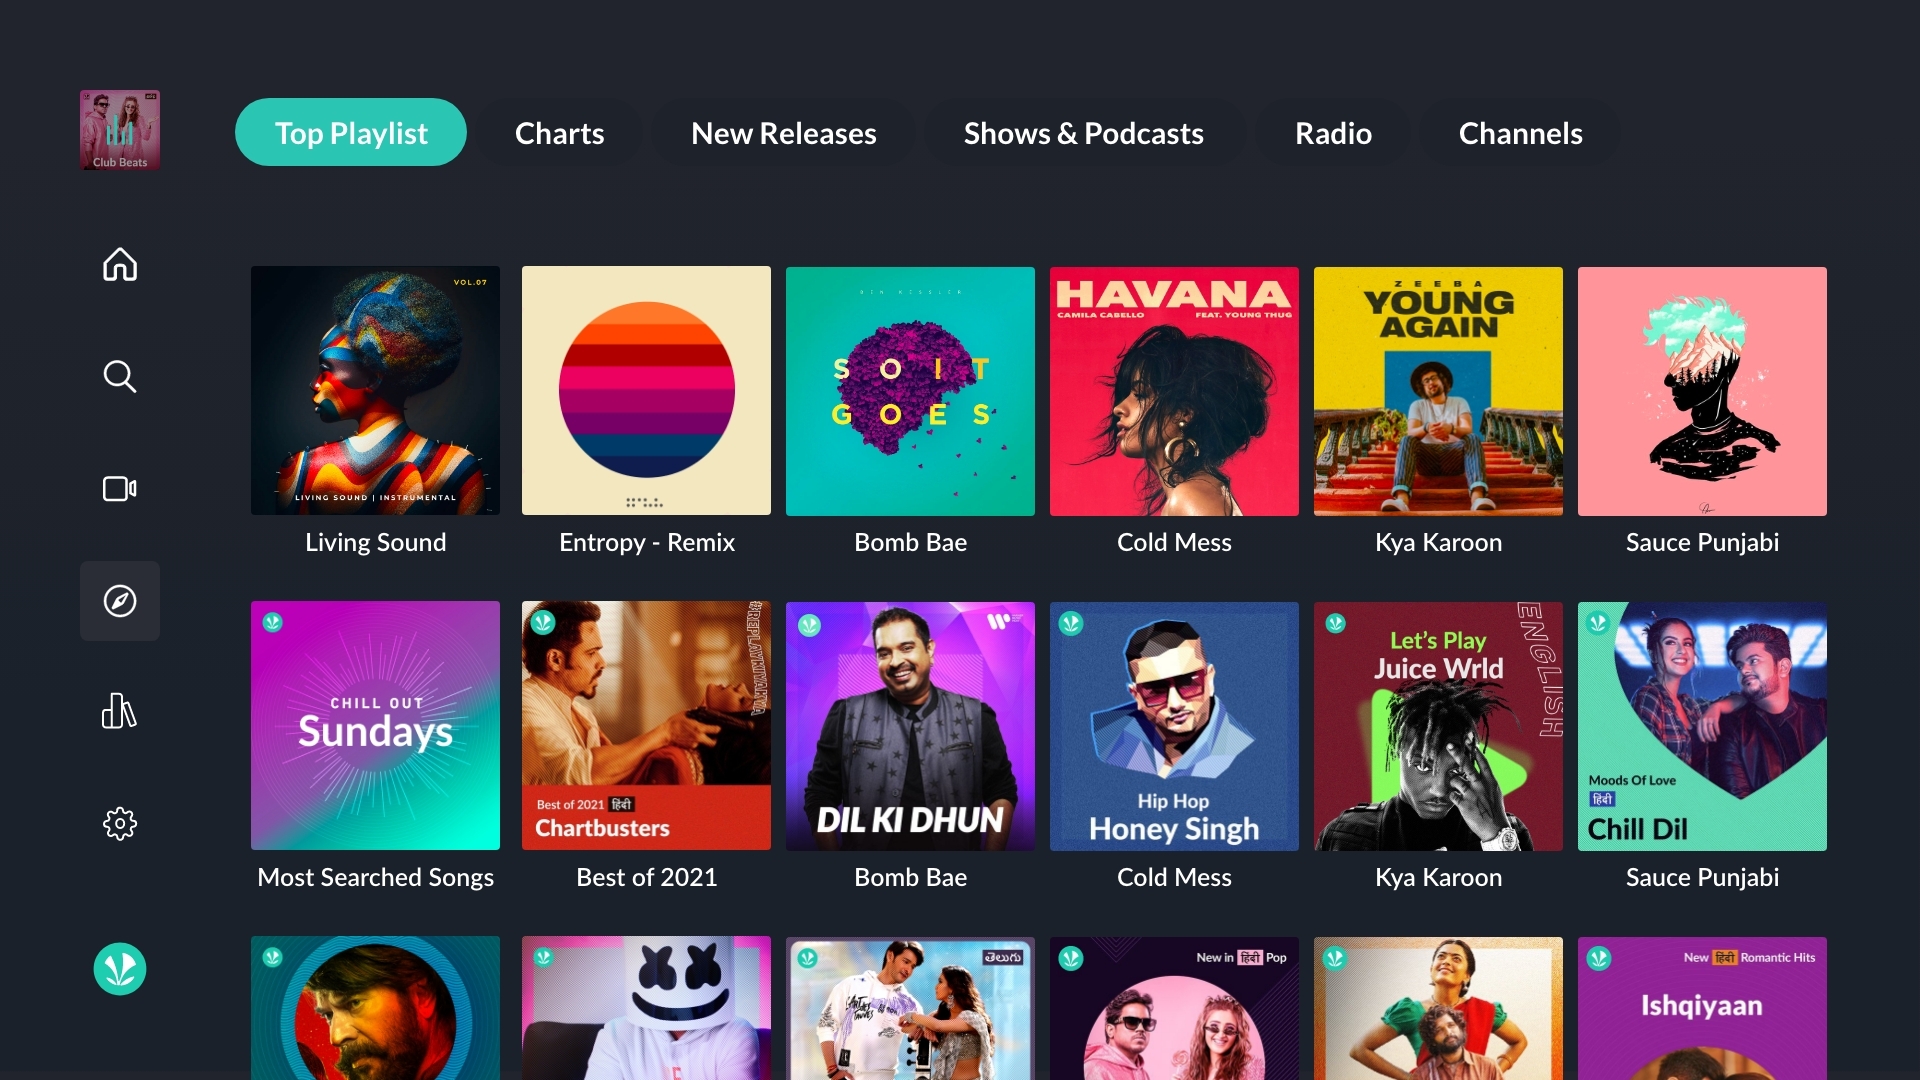 Club Beats
Top Playlist
Charts
New Releases
Shows & Podcasts
Radio
Channels
VOL.07
LIVING SOUND | INSTRUMENTAL
Living Sound
Entropy - Remix
BEN KESSLER
SO IT
GOES
Bomb Bae
HAVANA
CAMILA CABELLO
FEAT. YOUNG THUG
Cold Mess
ZEEBA
YOUNG
AGAIN
Kya Karoon
Sauce Punjabi
CHILL OUT
Sundays
Most Searched Songs
#REPLAYKIYAKYA
Best of 2021 हिंदी
Chartbusters
Best of 2021
DIL KI DHUN
Bomb Bae
Hip Hop
Honey Singh
Cold Mess
Let's Play
Juice Wrld
ENGLISH
Kya Karoon
Moods Of Love
हिंदी
Chill Dil
Sauce Punjabi
తెలుగు
New in हिंदी Pop
New हिंदी Romantic Hits
Ishqiyaan